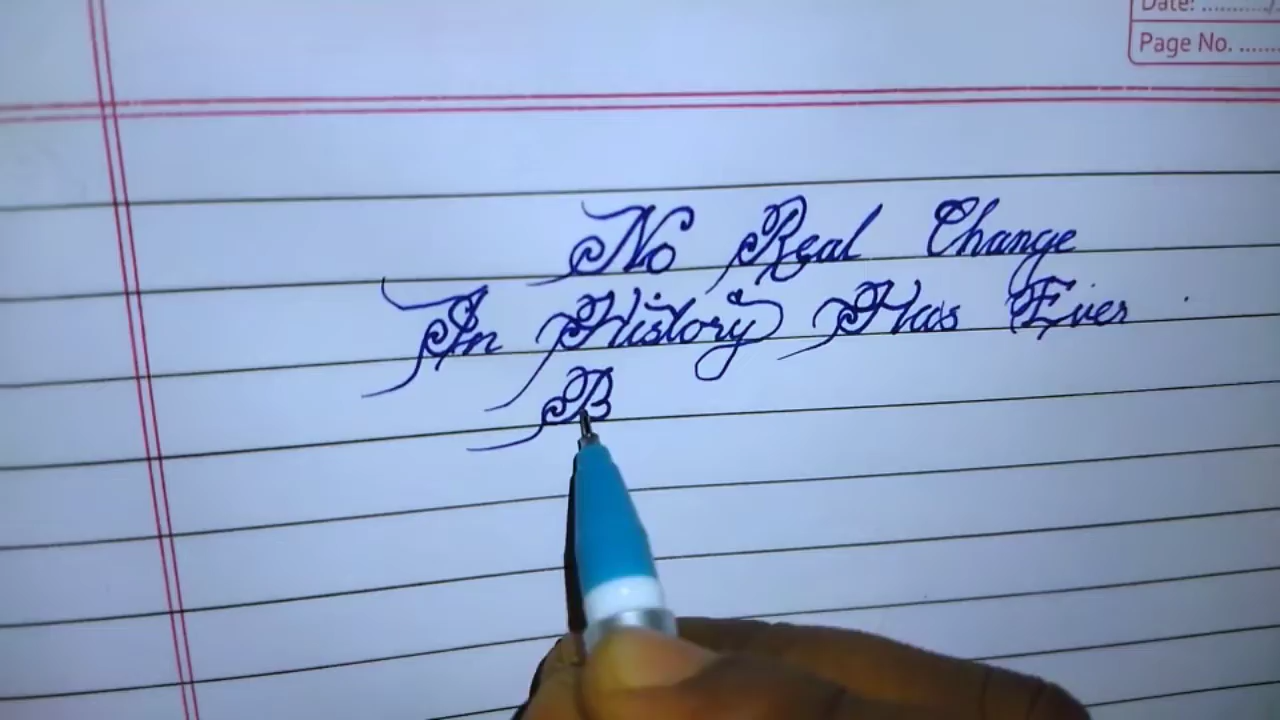 Date: ........../.
Page No. ......
No Real Change
In History Has Ever
B